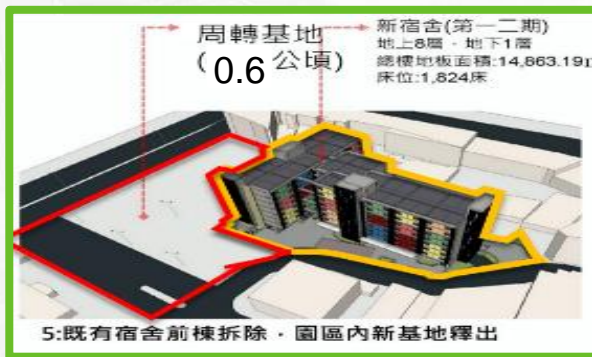 周轉基地
(0.6公頃)
新宿舍(第一二期)
地上8層．地下1層
總樓地板面積:14,863.19
床位:1,824床
5:既有宿舍前棟拆除．園區內新基地釋出